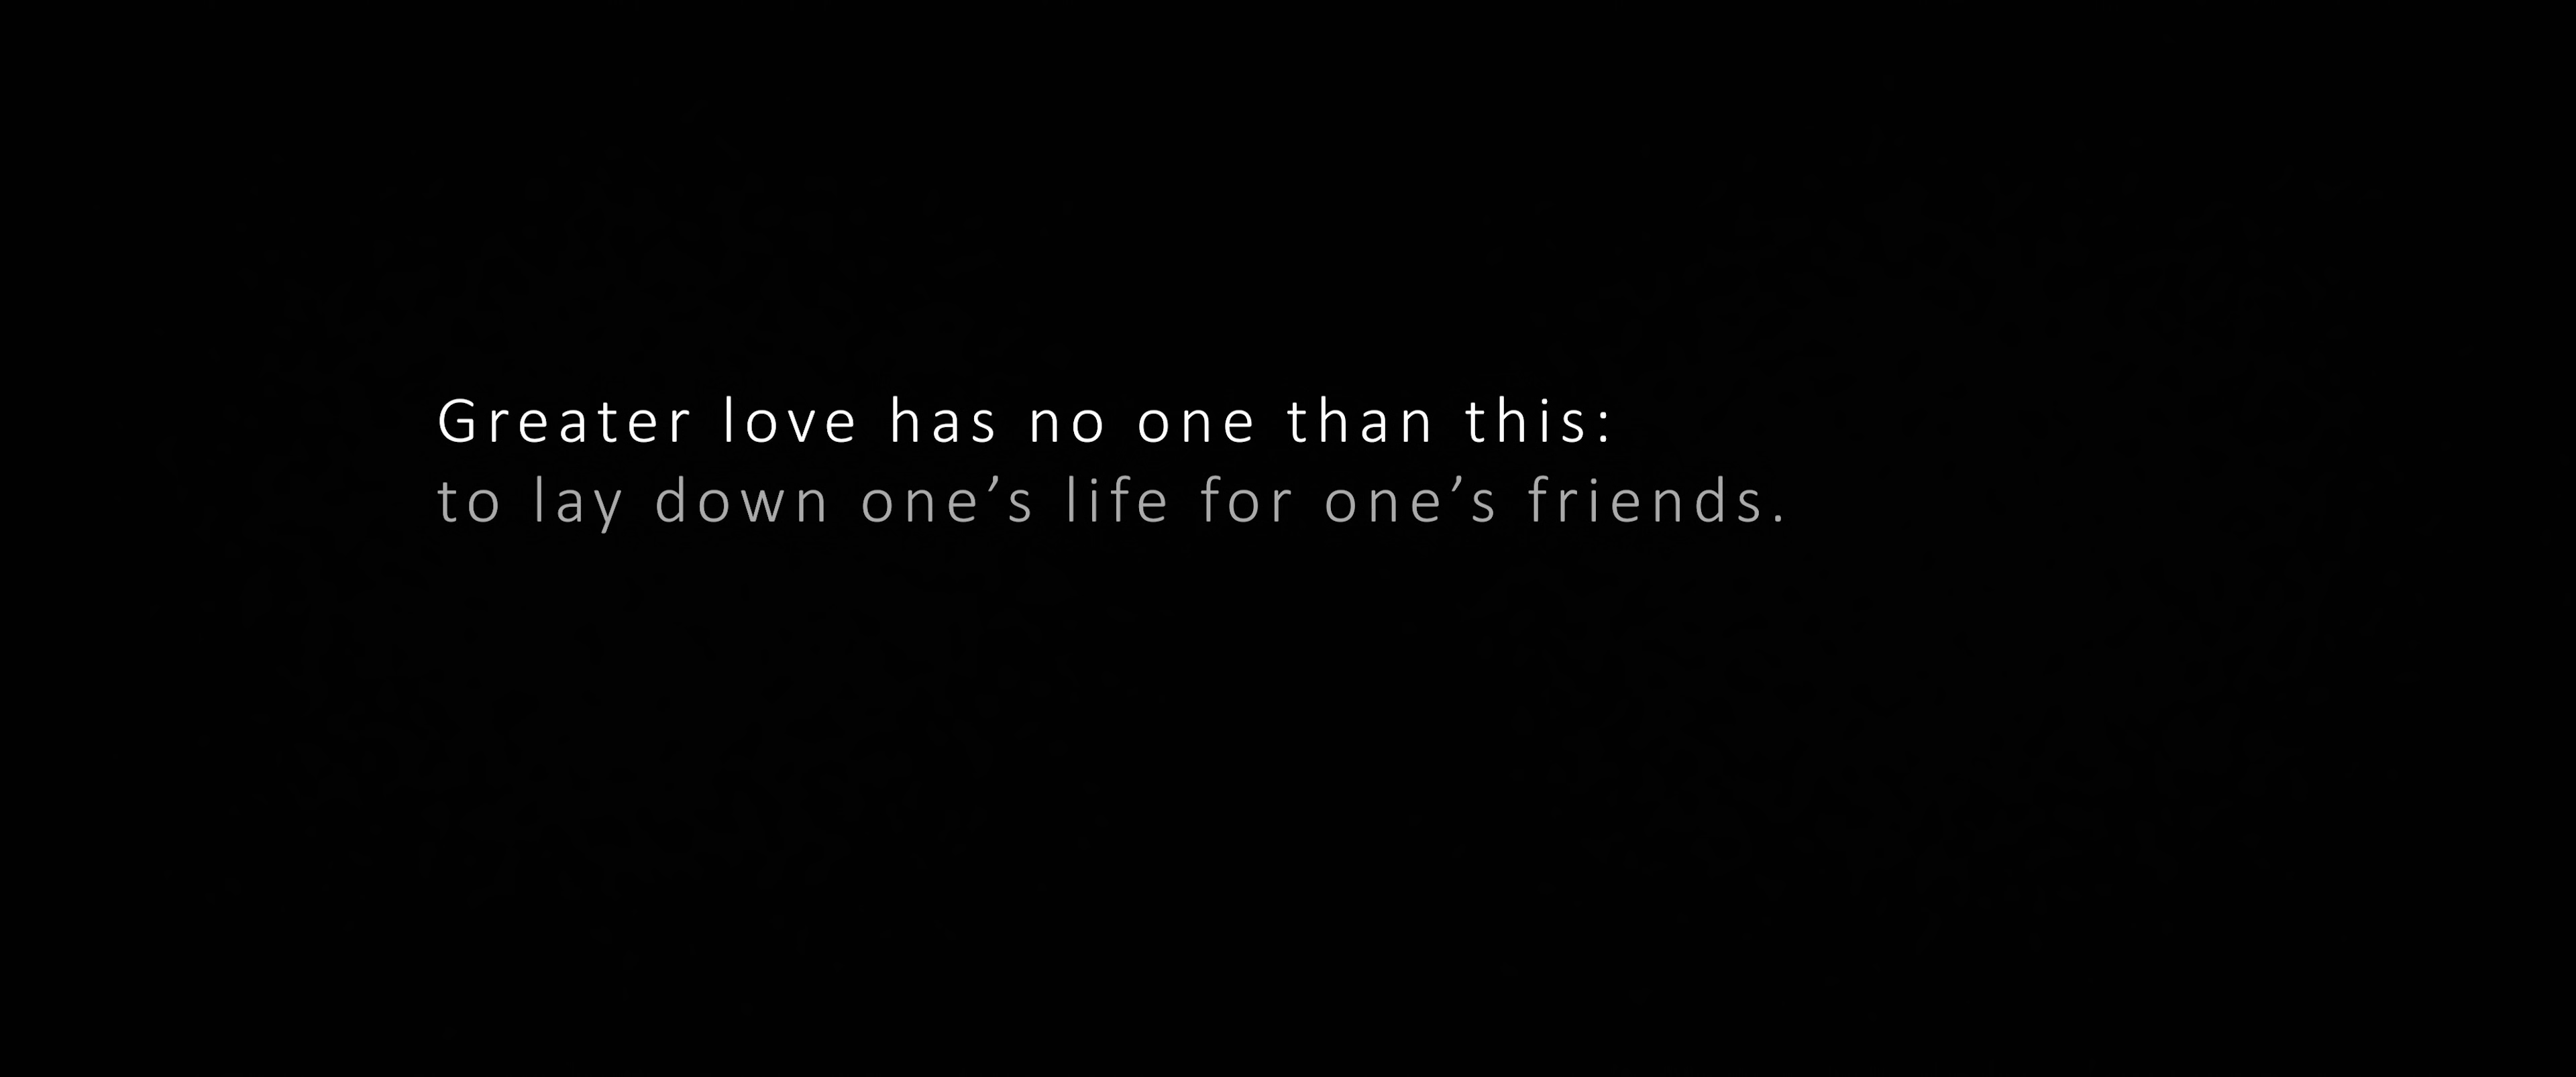 Greater love has no one than this:
to lay down one’s life for one’s friends.